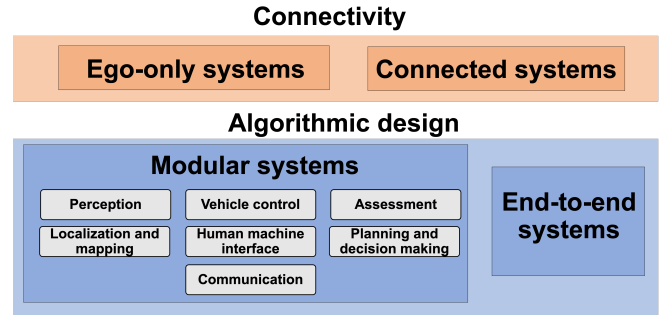 Connectivity
Ego-only systems
Connected systems
Algorithmic design
Modular systems
Perception
Vehicle control
Assessment
Localization and
mapping
Human machine
interface
Planning and
decision making
Communication
End-to-end
systems